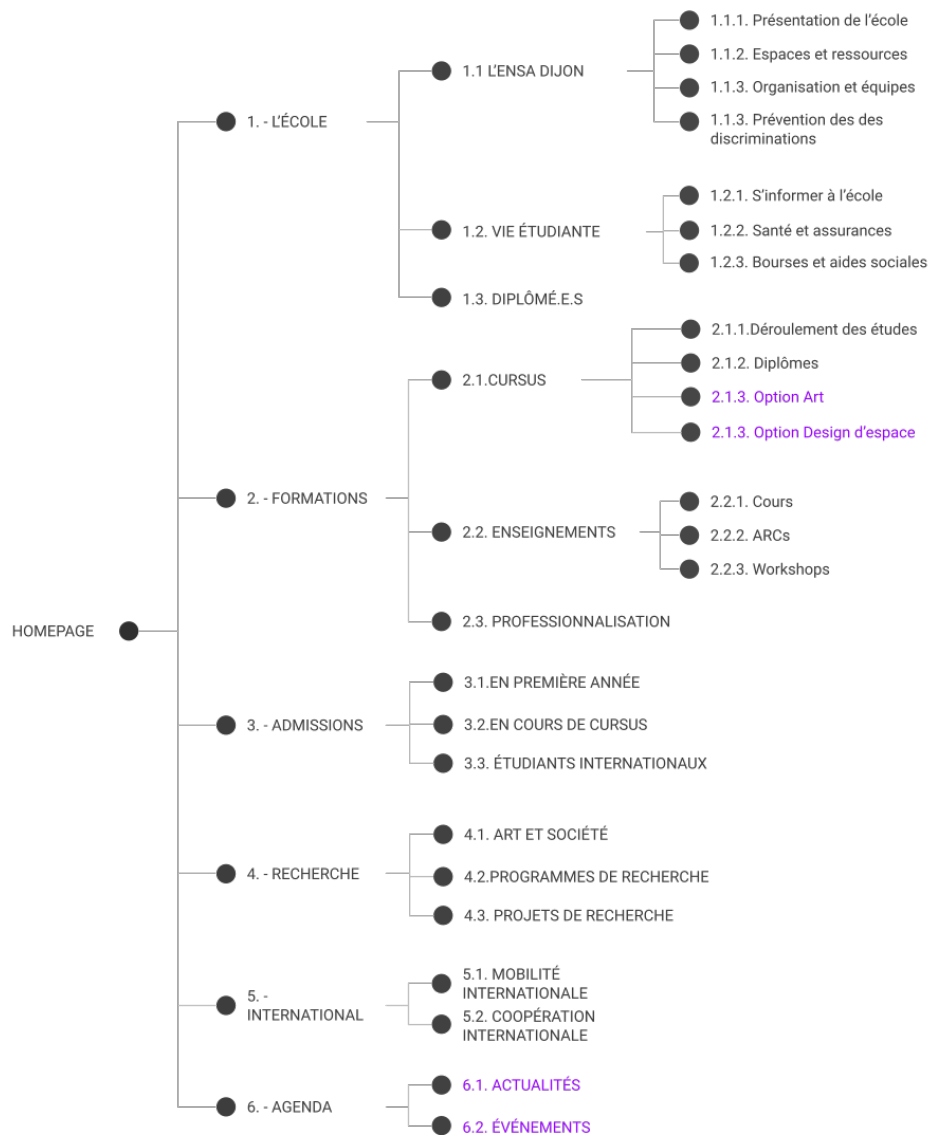 HOMEPAGE
1. - L'ÉCOLE
1.1 L'ENSA DIJON
1.1.1. Présentation de l'école
1.1.2. Espaces et ressources
1.1.3. Organisation et équipes
1.1.3. Prévention des des
discriminations
1.2. VIE ÉTUDIANTE
1.2.1. S'informer à l'école
1.2.2. Santé et assurances
1.2.3. Bourses et aides sociales
1.3. DIPLÔMÉ.E.S
2. - FORMATIONS
2.1.CURSUS
2.1.1.Déroulement des études
2.1.2. Diplômes
2.1.3. Option Art
2.1.3. Option Design d'espace
2.2. ENSEIGNEMENTS
2.2.1. Cours
2.2.2. ARCs
2.2.3. Workshops
2.3. PROFESSIONNALISATION
3. - ADMISSIONS
3.1.EN PREMIÈRE ANNÉE
3.2.EN COURS DE CURSUS
3.3. ÉTUDIANTS INTERNATIONAUX
4. - RECHERCHE
4.1. ART ET SOCIÉTÉ
4.2.PROGRAMMES DE RECHERCHE
4.3. PROJETS DE RECHERCHE
5. -
INTERNATIONAL
5.1. MOBILITÉ
INTERNATIONALE
5.2. COOPÉRATION
INTERNATIONALE
6. - AGENDA
6.1. ACTUALITÉS
6.2. ÉVÉNEMENTS